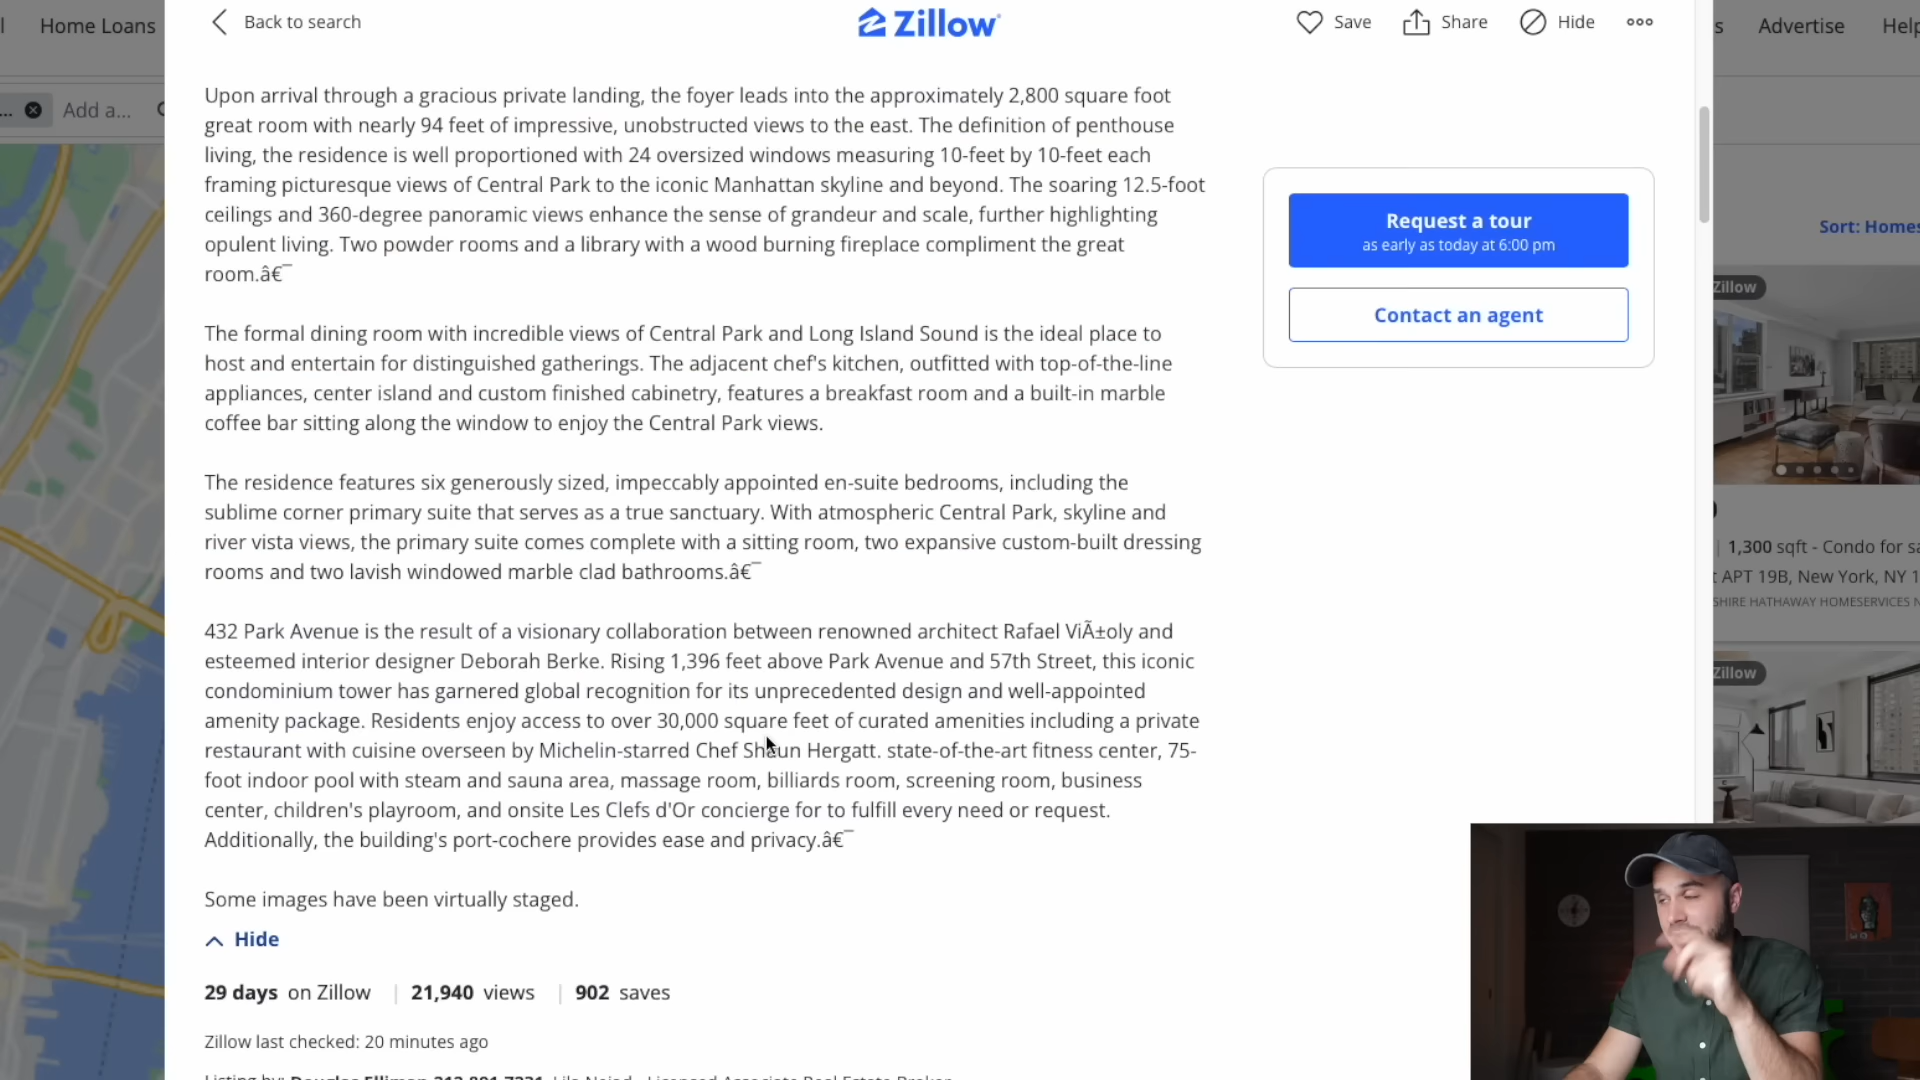 Home Loans
Back to search
Zillow
Save
Share
Hide
Advertise
Help
Add a...
Upon arrival through a gracious private landing, the foyer leads into the approximately 2,800 square foot
great room with nearly 94 feet of impressive, unobstructed views to the east. The definition of penthouse
living, the residence is well proportioned with 24 oversized windows measuring 10-feet by 10-feet each
framing picturesque views of Central Park to the iconic Manhattan skyline and beyond. The soaring 12.5-foot
ceilings and 360-degree panoramic views enhance the sense of grandeur and scale, further highlighting
opulent living. Two powder rooms and a library with a wood burning fireplace compliment the great
room.â€¯
The formal dining room with incredible views of Central Park and Long Island Sound is the ideal place to
host and entertain for distinguished gatherings. The adjacent chef's kitchen, outfitted with top-of-the-line
appliances, center island and custom finished cabinetry, features a breakfast room and a built-in marble
coffee bar sitting along the window to enjoy the Central Park views.
The residence features six generously sized, impeccably appointed en-suite bedrooms, including the
sublime corner primary suite that serves as a true sanctuary. With atmospheric Central Park, skyline and
river vista views, the primary suite comes complete with a sitting room, two expansive custom-built dressing
rooms and two lavish windowed marble clad bathrooms.â€¯
432 Park Avenue is the result of a visionary collaboration between renowned architect Rafael ViÃ±oly and
esteemed interior designer Deborah Berke. Rising 1,396 feet above Park Avenue and 57th Street, this iconic
condominium tower has garnered global recognition for its unprecedented design and well-appointed
amenity package. Residents enjoy access to over 30,000 square feet of curated amenities including a private
restaurant with cuisine overseen by Michelin-starred Chef Shaun Hergatt. state-of-the-art fitness center, 75-
foot indoor pool with steam and sauna area, massage room, billiards room, screening room, business
center, children's playroom, and onsite Les Clefs d'Or concierge for to fulfill every need or request.
Additionally, the building's port-cochere provides ease and privacy.â€¯
Some images have been virtually staged.
Hide
29 days on Zillow | 21,940 views | 902 saves
Zillow last checked: 20 minutes ago
Listing by: Douglas Elliman
Licensed Associate Real Estate Broker
Request a tour
as early as today at 6:00 pm
Contact an agent
Sort: Homes
Zillow
| 1,300 sqft - Condo for sa
APT 19B, New York, NY 1
SHIRE HATHAWAY HOMESERVICES N
Zillow